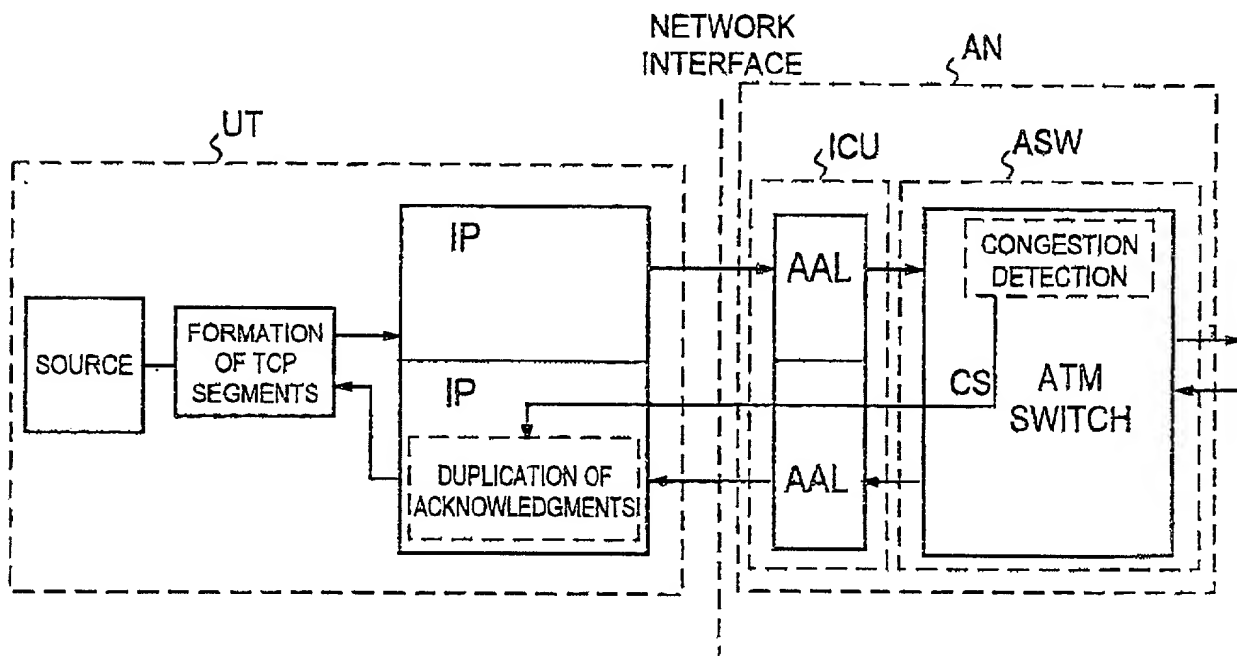 NETWORK
INTERFACE
AN
UT
ICU
ASW
IP
AAL
CONGESTION
DETECTION
SOURCE
FORMATION
OF TCP
SEGMENTS
IP
CS
ATM
SWITCH
DUPLICATION OF
ACKNOWLEDGMENTS
AAL